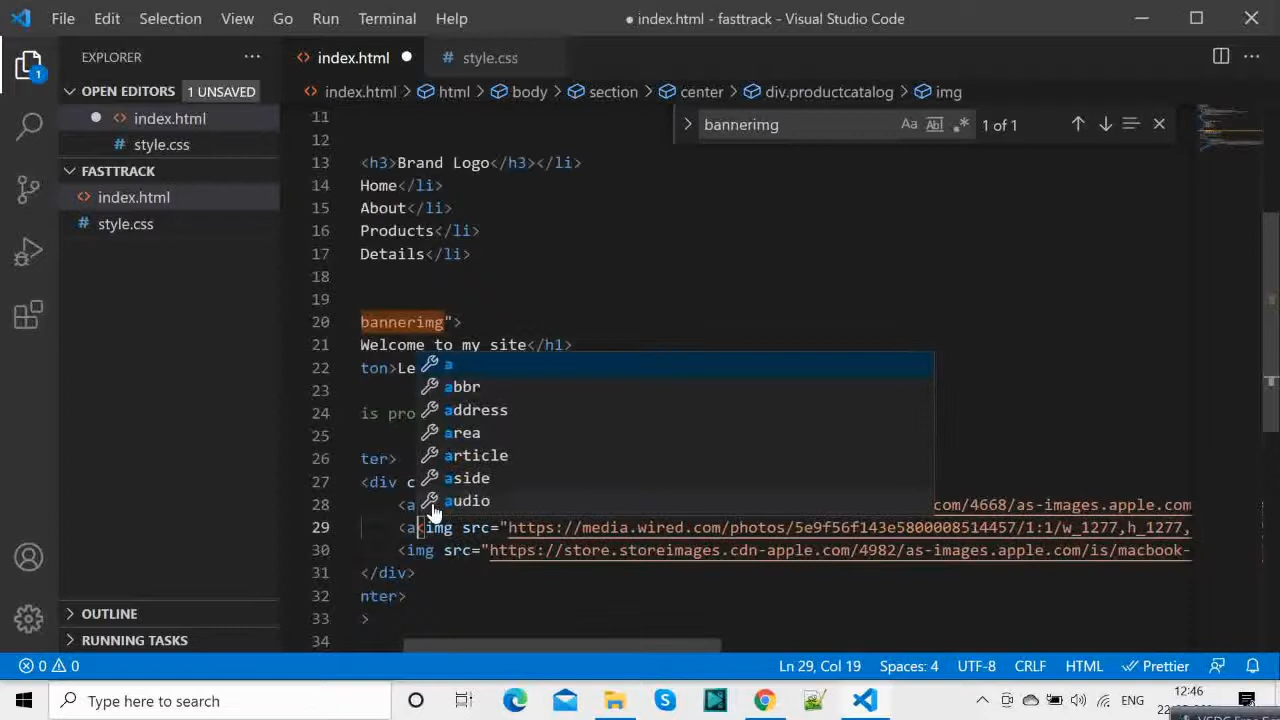 File Edit Selection View Go Run Terminal Help
● index.html - fasttrack - Visual Studio Code
EXPLORER
index.html
style.css
OPEN EDITORS 1 UNSAVED
index.html > html > body > section > center > div.productcatalog > img
index.html
style.css
FASTTRACK
index.html
style.css
bannerimg
Aa Abl .*
1 of 1
11
12
13 <h3>Brand Logo</h3></li>
14 Home</li>
15 About</li>
16 Products</li>
17 Details</li>
18
19
20 bannerimg">
21 Welcome to my site</h1>
22 ton>Le
23
24 is pro
25
26 ter>
27 <div c
28 <a com/4668/as-images.apple.com
29 <a<img src="https://media.wired.com/photos/5e9f56f143e5800008514457/1:1/w_1277,h_1277,
30 <img src="https://store.storeimages.cdn-apple.com/4982/as-images.apple.com/is/macbook-
31 </div>
32 nter>
33 >
34
a
abbr
address
area
article
aside
audio
1
OUTLINE
RUNNING TASKS
0 0
Ln 29, Col 19 Spaces: 4 UTF-8 CRLF HTML Prettier
Type here to search
ENG
12:46